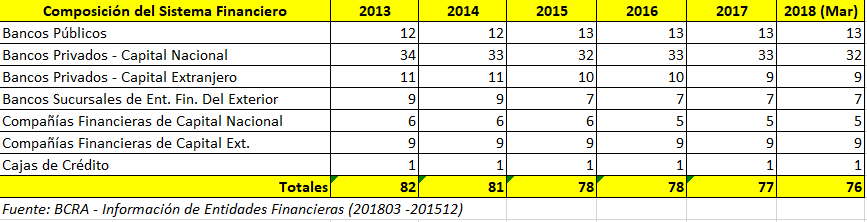 Composición del Sistema Financiero 2013 2014 2015 2016 2017 2018 (Mar)
Bancos Públicos 12 12 13 13 13 13
Bancos Privados - Capital Nacional 34 33 32 33 33 32
Bancos Privados - Capital Extranjero 11 11 10 10 9 9
Bancos Sucursales de Ent. Fin. Del Exterior 9 9 7 7 7 7
Compañías Financieras de Capital Nacional 6 6 6 5 5 5
Compañías Financieras de Capital Ext. 9 9 9 9 9 9
Cajas de Crédito 1 1 1 1 1 1
Totales 82 81 78 78 77 76
Fuente: BCRA - Información de Entidades Financieras (201803 -201512)